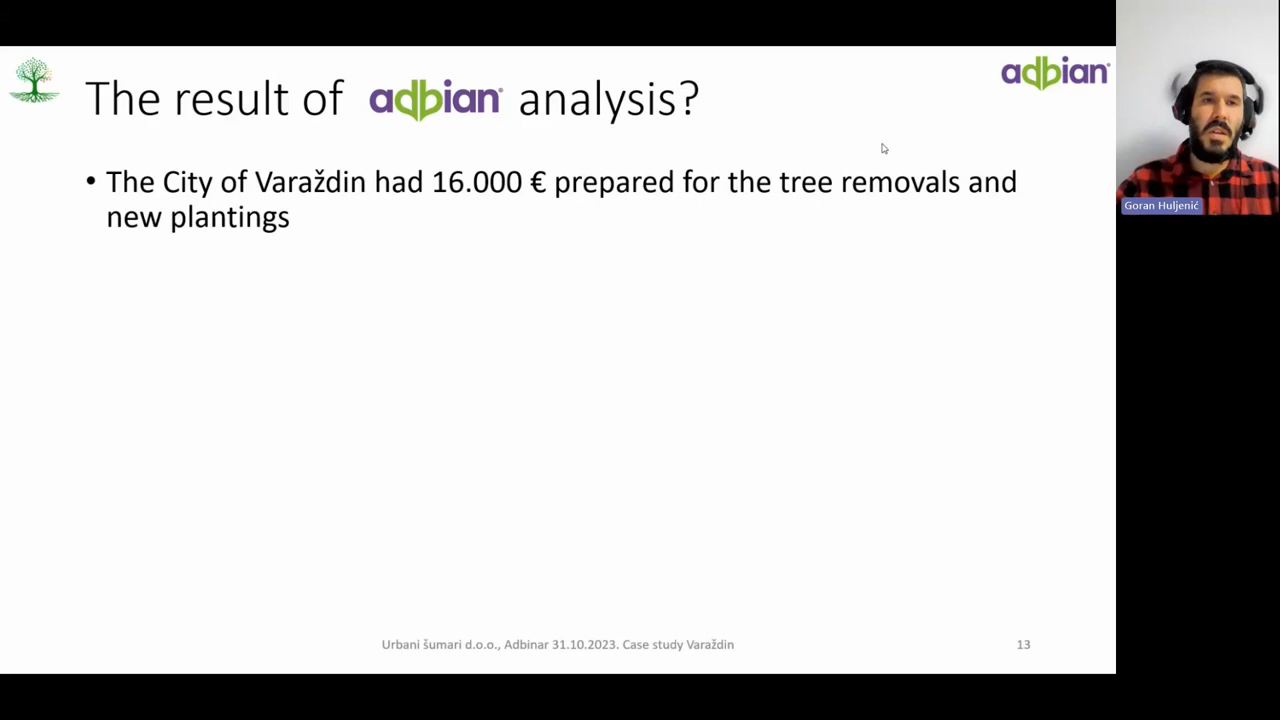 The result of adbian® analysis?
adbian®
• The City of Varaždin had 16.000 € prepared for the tree removals and
new plantings
Goran Huljenić
Urbani šumari d.o.o., Adbinar 31.10.2023. Case study Varaždin
13